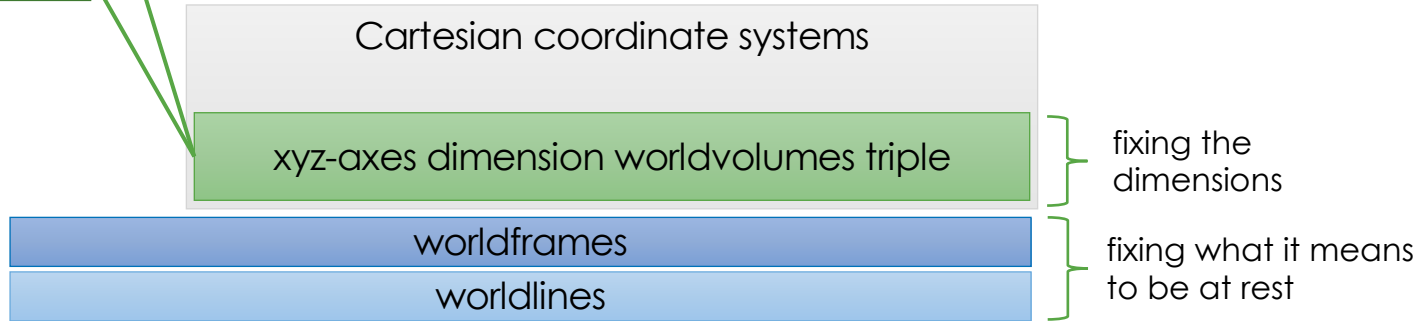 Cartesian coordinate systems
xyz-axes dimension worldvolumes triple
fixing the
dimensions
worldframes
worldlines
fixing what it means
to be at rest